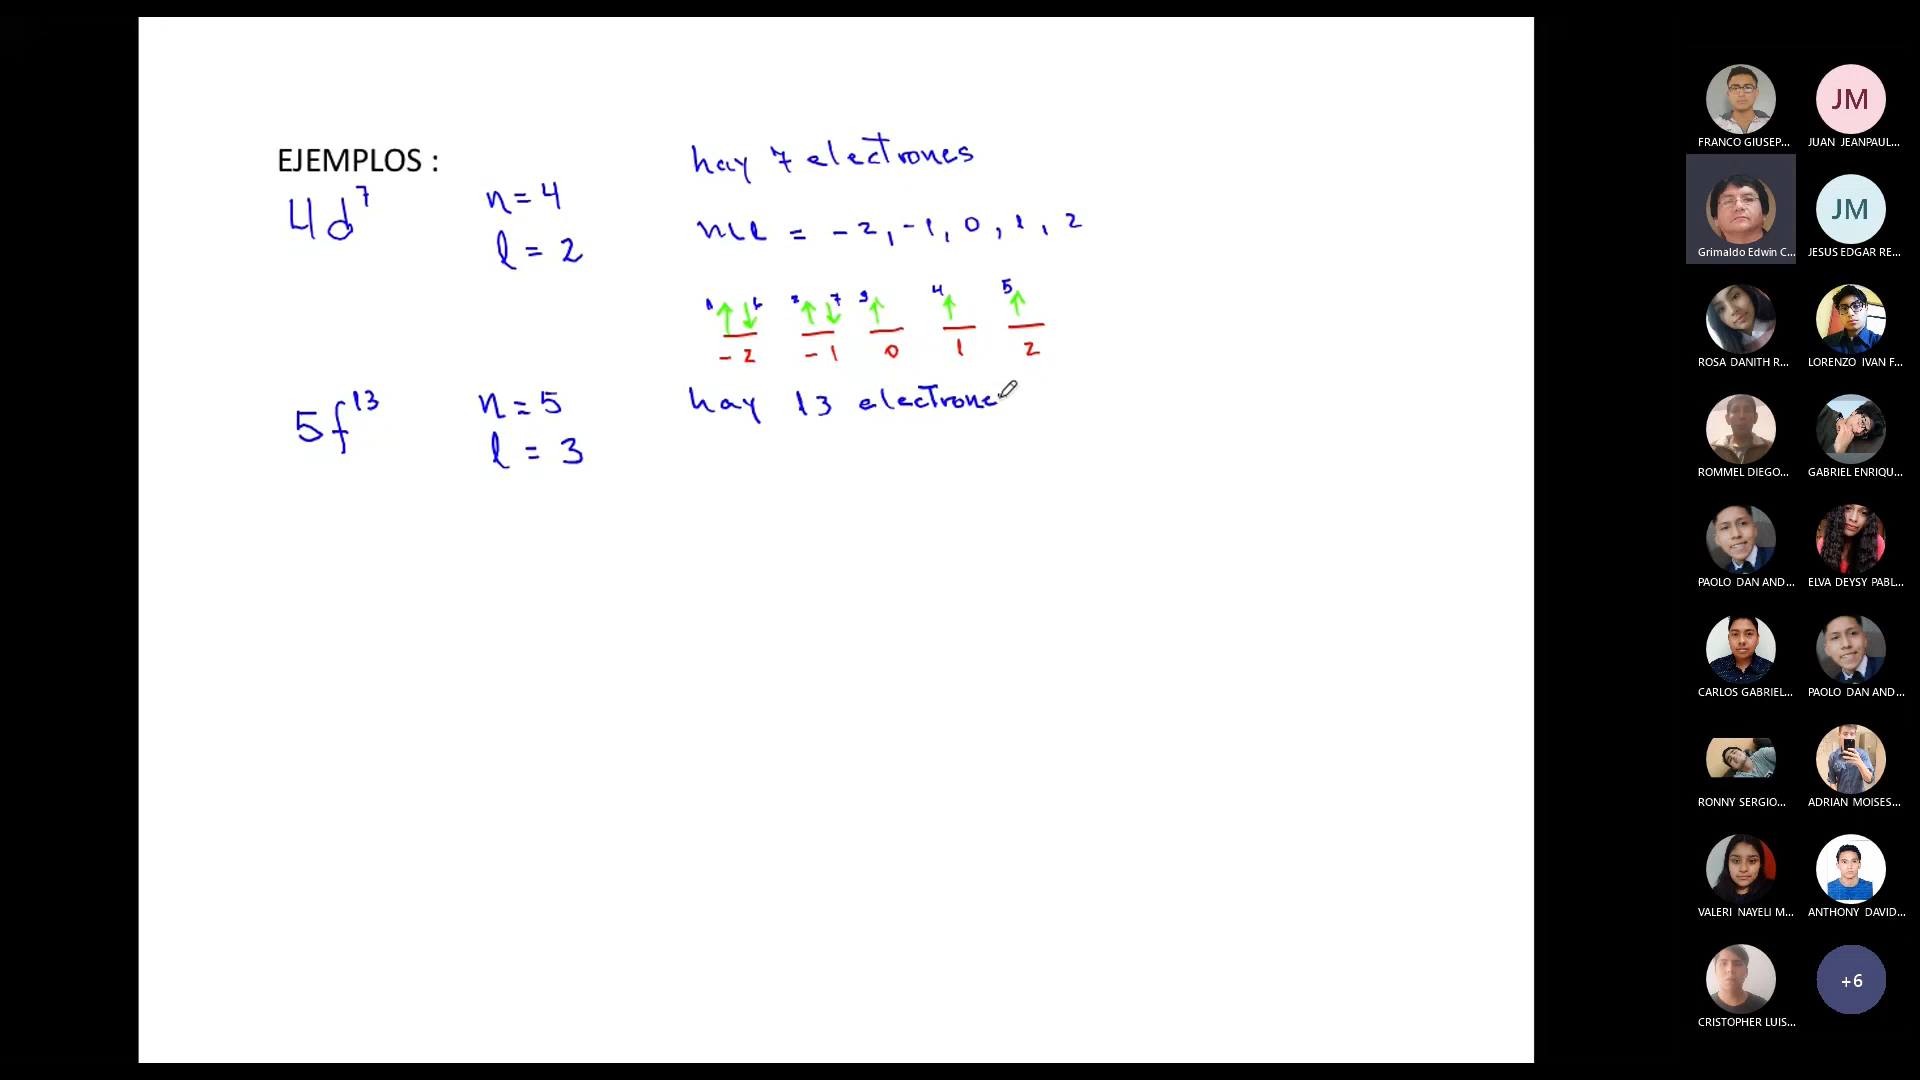 EJEMPLOS :
hay 7 electrones
4d⁷
n = 4
l = 2
mℓ = -2, -1, 0, 1, 2
1 ↑ ↓ 6 2 ↑ ↓ 7 3 ↑ 4 ↑ 5 ↑
-2 -1 0 1 2
5f¹³
n = 5
l = 3
hay 13 electrone
FRANCO GIUSEP...
JUAN JEANPAUL...
JM
Grimaldo Edwin C...
JESUS EDGAR RE...
JM
ROSA DANITH R...
LORENZO IVAN F...
ROMMEL DIEGO...
GABRIEL ENRIQU...
PAOLO DAN AND...
ELVA DEYSY PABL...
CARLOS GABRIEL...
PAOLO DAN AND...
RONNY SERGIO...
ADRIAN MOISES...
VALERI NAYELI M...
ANTHONY DAVID...
CRISTOPHER LUIS...
+6